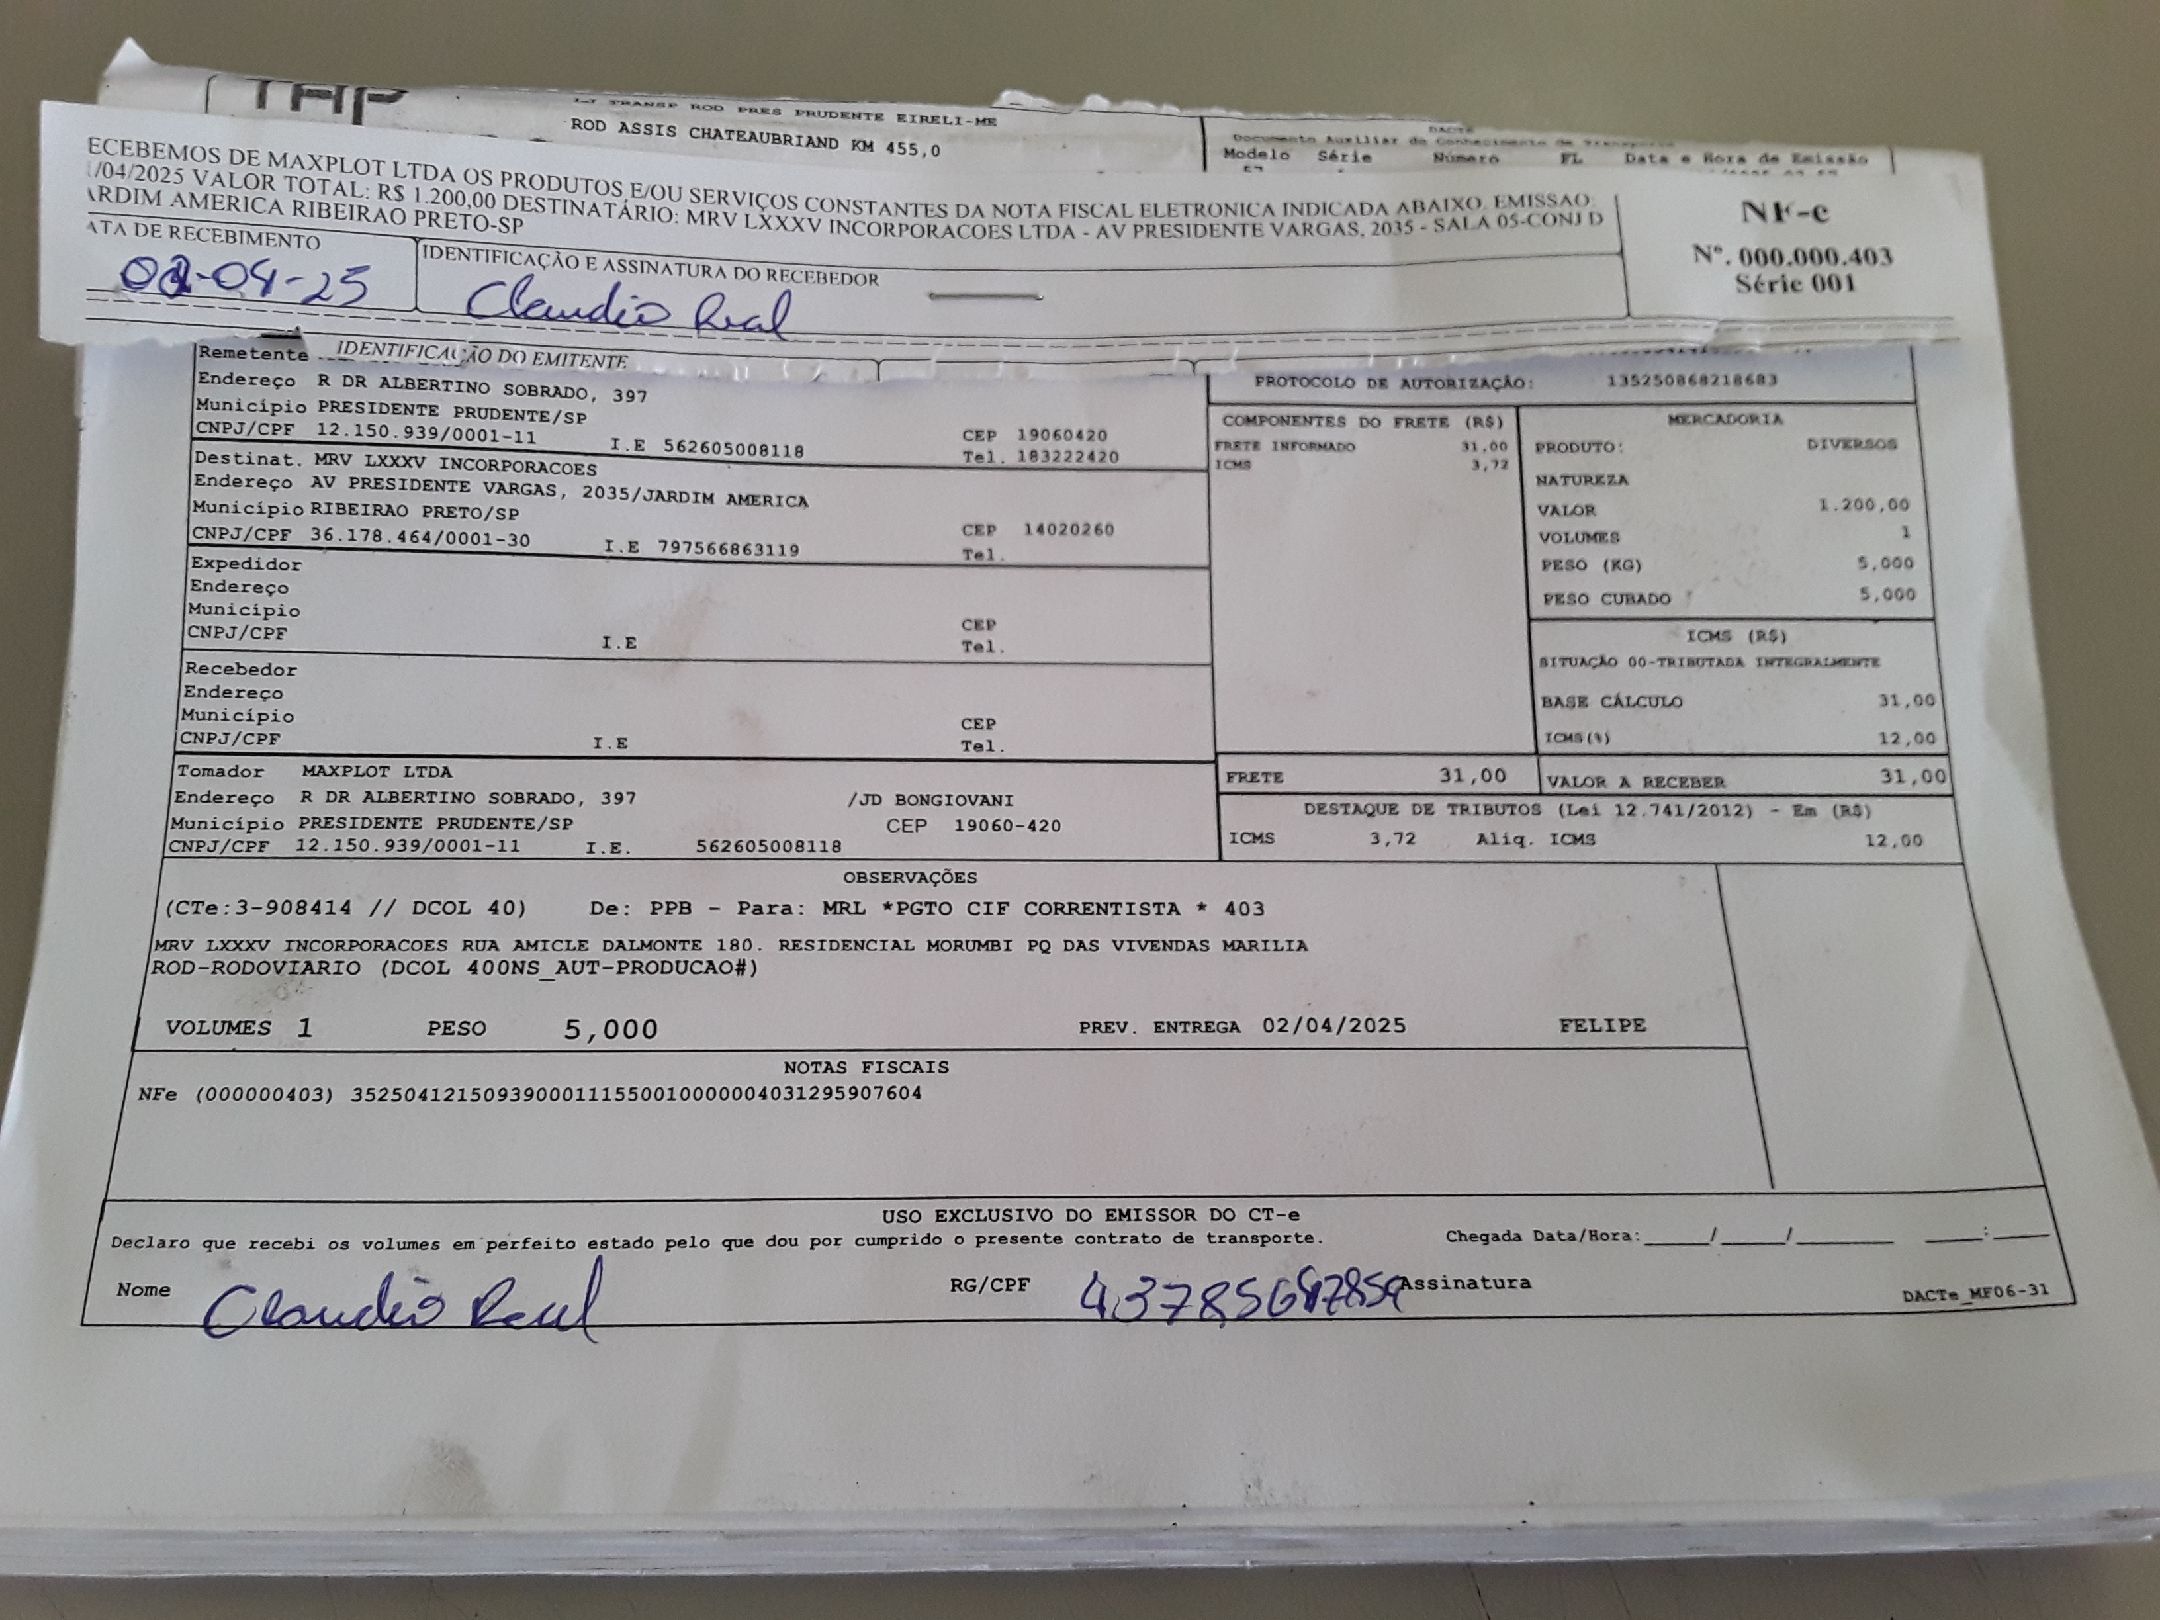 TRANSP ROD PRES PRUDENTE EIRELI-ME
ROD ASSIS CHATEAUBRIAND KM 455,0
DACTE
Documento Auxiliar do Conhecimento de Transporte
Modelo Série Número FL Data e Hora de Emissão
ECEBEMOS DE MAXPLOT LTDA OS PRODUTOS E/OU SERVIÇOS CONSTANTES DA NOTA FISCAL ELETRONICA INDICADA ABAIXO. EMISSAO:
/04/2025 VALOR TOTAL: R$ 1.200,00 DESTINATÁRIO: MRV LXXXV INCORPORACOES LTDA - AV PRESIDENTE VARGAS, 2035 - SALA 05-CONJ D
ARDIM AMERICA RIBEIRAO PRETO-SP
ATA DE RECEBIMENTO
02-04-25
IDENTIFICAÇÃO E ASSINATURA DO RECEBEDOR
Claudio Real
NF-e
Nº. 000.000.403
Série 001
IDENTIFICAÇÃO DO EMITENTE
Remetente
Endereço R DR ALBERTINO SOBRADO, 397
Município PRESIDENTE PRUDENTE/SP
CNPJ/CPF 12.150.939/0001-11 I.E 562605008118
CEP 19060420
Tel. 183222420
Destinat. MRV LXXXV INCORPORACOES
Endereço AV PRESIDENTE VARGAS, 2035/JARDIM AMERICA
Município RIBEIRAO PRETO/SP
CNPJ/CPF 36.178.464/0001-30 I.E 797566863119
CEP 14020260
Tel.
Expedidor
Endereço
Município
CNPJ/CPF I.E
CEP
Tel.
Recebedor
Endereço
Município
CNPJ/CPF I.E
CEP
Tel.
Tomador MAXPLOT LTDA
Endereço R DR ALBERTINO SOBRADO, 397 /JD BONGIOVANI
Município PRESIDENTE PRUDENTE/SP CEP 19060-420
CNPJ/CPF 12.150.939/0001-11 I.E. 562605008118
PROTOCOLO DE AUTORIZAÇÃO: 135250868218683
COMPONENTES DO FRETE (R$)
FRETE INFORMADO 31,00
ICMS 3,72
MERCADORIA
PRODUTO: DIVERSOS
NATUREZA
VALOR 1.200,00
VOLUMES 1
PESO (KG) 5,000
PESO CUBADO 5,000
ICMS (R$)
SITUAÇÃO 00-TRIBUTADA INTEGRALMENTE
BASE CÁLCULO 31,00
ICMS(%) 12,00
FRETE 31,00
VALOR A RECEBER 31,00
DESTAQUE DE TRIBUTOS (Lei 12.741/2012) - Em (R$)
ICMS 3,72 Aliq. ICMS 12,00
OBSERVAÇÕES
(CTe:3-908414 // DCOL 40) De: PPB - Para: MRL *PGTO CIF CORRENTISTA * 403
MRV LXXXV INCORPORACOES RUA AMICLE DALMONTE 180. RESIDENCIAL MORUMBI PQ DAS VIVENDAS MARILIA
ROD-RODOVIARIO (DCOL 400NS_AUT-PRODUCAO#)
VOLUMES 1 PESO 5,000 PREV. ENTREGA 02/04/2025 FELIPE
NOTAS FISCAIS
NFe (000000403) 35250412150939000111550010000004031295907604
USO EXCLUSIVO DO EMISSOR DO CT-e
Declaro que recebi os volumes em perfeito estado pelo que dou por cumprido o presente contrato de transporte. Chegada Data/Hora:_____/_____/________ ____:____
Nome Claudio Real RG/CPF Assinatura
DACTe_MF06-31